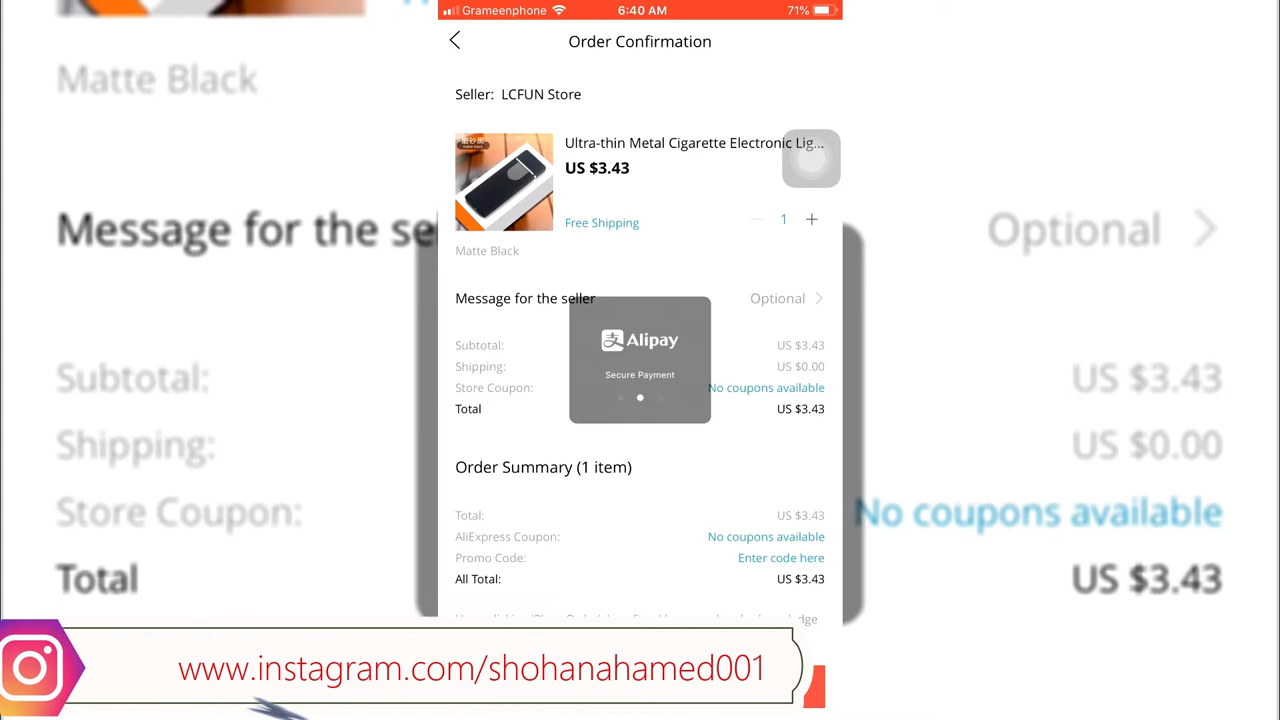 Grameenphone 6:40 AM 71%
Order Confirmation
Seller: LCFUN Store
Ultra-thin Metal Cigarette Electronic Lig...
US $3.43
Free Shipping
1
Matte Black
Message for the seller Optional
Subtotal: US $3.43
Shipping: US $0.00
Store Coupon: No coupons available
Total US $3.43
支 Alipay
Secure Payment
Order Summary (1 item)
Total: US $3.43
AliExpress Coupon: No coupons available
Promo Code: Enter code here
All Total: US $3.43
Matte Black
Message for the se
Optional
Subtotal: US $3.43
Shipping: US $0.00
Store Coupon: No coupons available
Total US $3.43
www.instagram.com/shohanahamed001